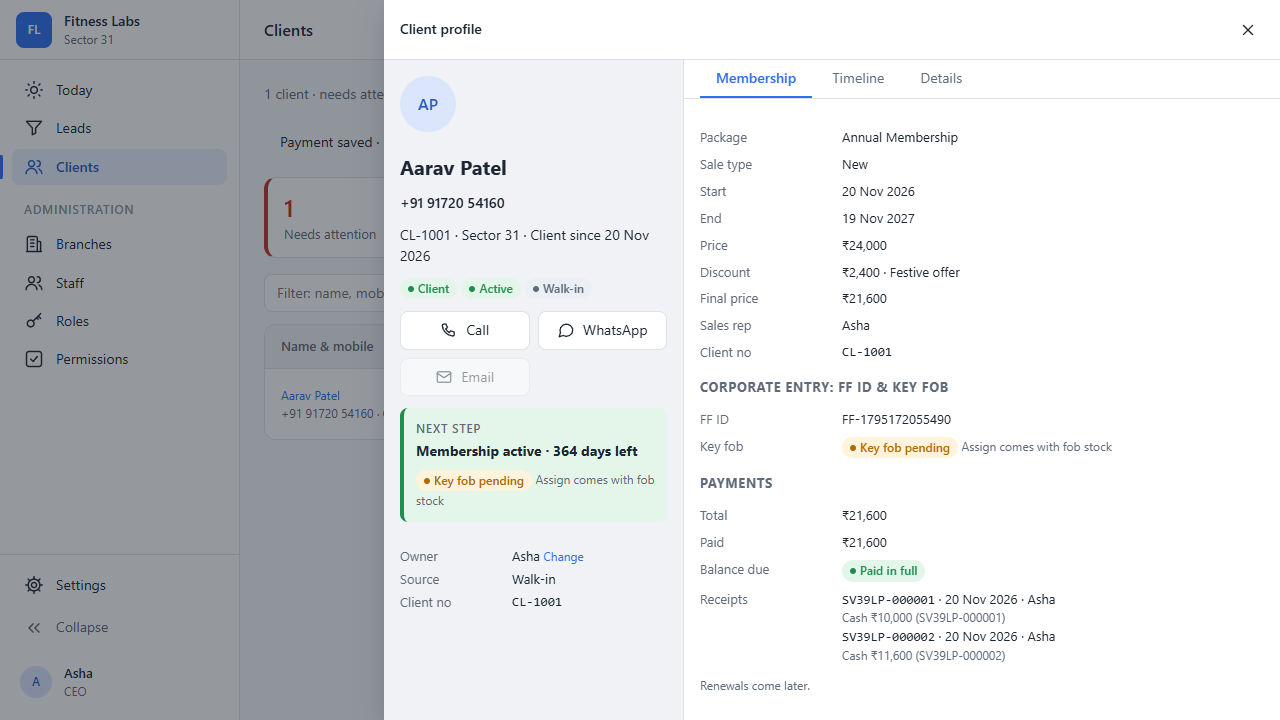 FL
Fitness Labs
Sector 31
Today
Leads
Clients
ADMINISTRATION
Branches
Staff
Roles
Permissions
Settings
Collapse
A
Asha
CEO
Clients
1 client · needs atte
Payment saved ·
1
Needs attention
Filter: name, mob
Name & mobile
Aarav Patel
+91 91720 54160 ·
Client profile
AP
Aarav Patel
+91 91720 54160
CL-1001 · Sector 31 · Client since 20 Nov
2026
Client Active Walk-in
Call WhatsApp
Email
NEXT STEP
Membership active · 364 days left
Key fob pending Assign comes with fob
stock
Owner Asha Change
Source Walk-in
Client no CL-1001
Membership Timeline Details
Package Annual Membership
Sale type New
Start 20 Nov 2026
End 19 Nov 2027
Price ₹24,000
Discount ₹2,400 · Festive offer
Final price ₹21,600
Sales rep Asha
Client no CL-1001
CORPORATE ENTRY: FF ID & KEY FOB
FF ID FF-1795172055490
Key fob Key fob pending Assign comes with fob stock
PAYMENTS
Total ₹21,600
Paid ₹21,600
Balance due Paid in full
Receipts SV39LP-000001 · 20 Nov 2026 · Asha
Cash ₹10,000 (SV39LP-000001)
SV39LP-000002 · 20 Nov 2026 · Asha
Cash ₹11,600 (SV39LP-000002)
Renewals come later.